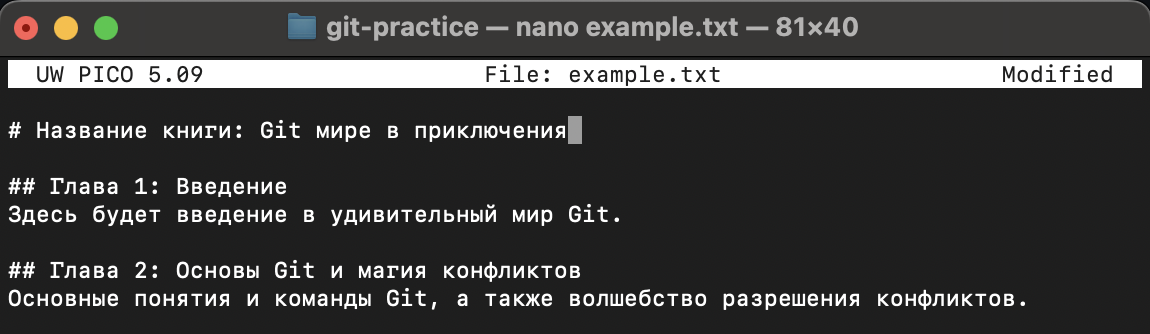 git-practice — nano example.txt — 81×40
UW PICO 5.09 File: example.txt Modified
# Название книги: Git мире в приключения
## Глава 1: Введение
Здесь будет введение в удивительный мир Git.
## Глава 2: Основы Git и магия конфликтов
Основные понятия и команды Git, а также волшебство разрешения конфликтов.